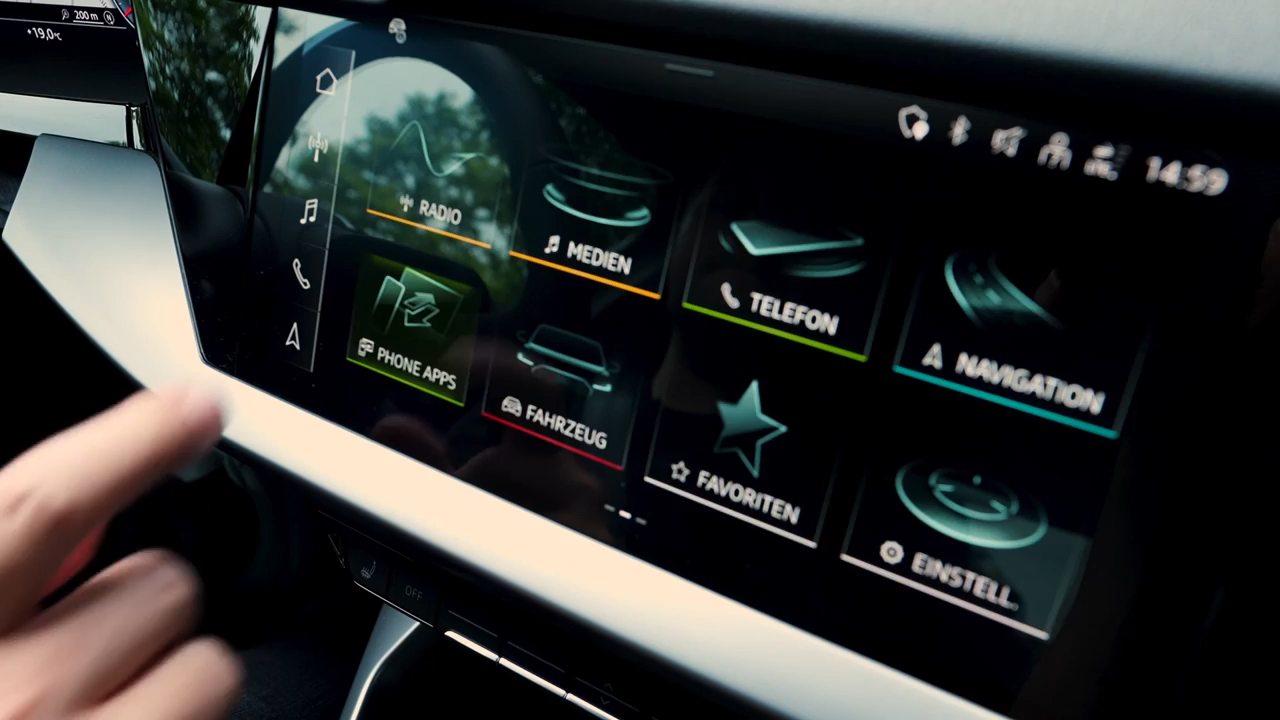 200 m
+19,0°C
14:59
RADIO
MEDIEN
TELEFON
NAVIGATION
PHONE APPS
FAHRZEUG
FAVORITEN
EINSTELL.
OFF